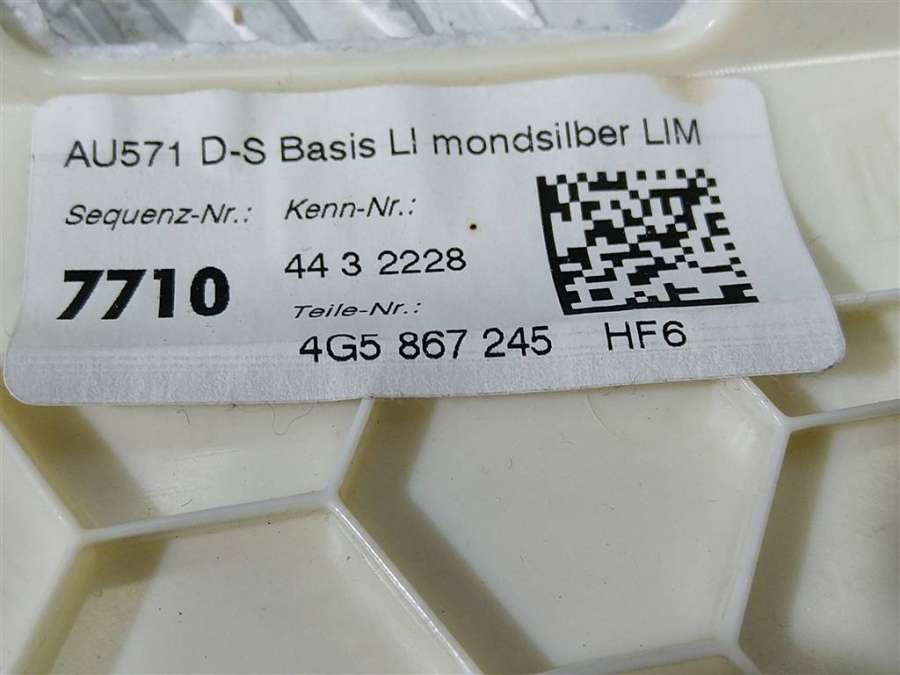 AU571 D-S Basis LI mondsilber LIM
Sequenz-Nr.: Kenn-Nr.:
7710 44 3 2228
Teile-Nr.:
4G5 867 245 HF6